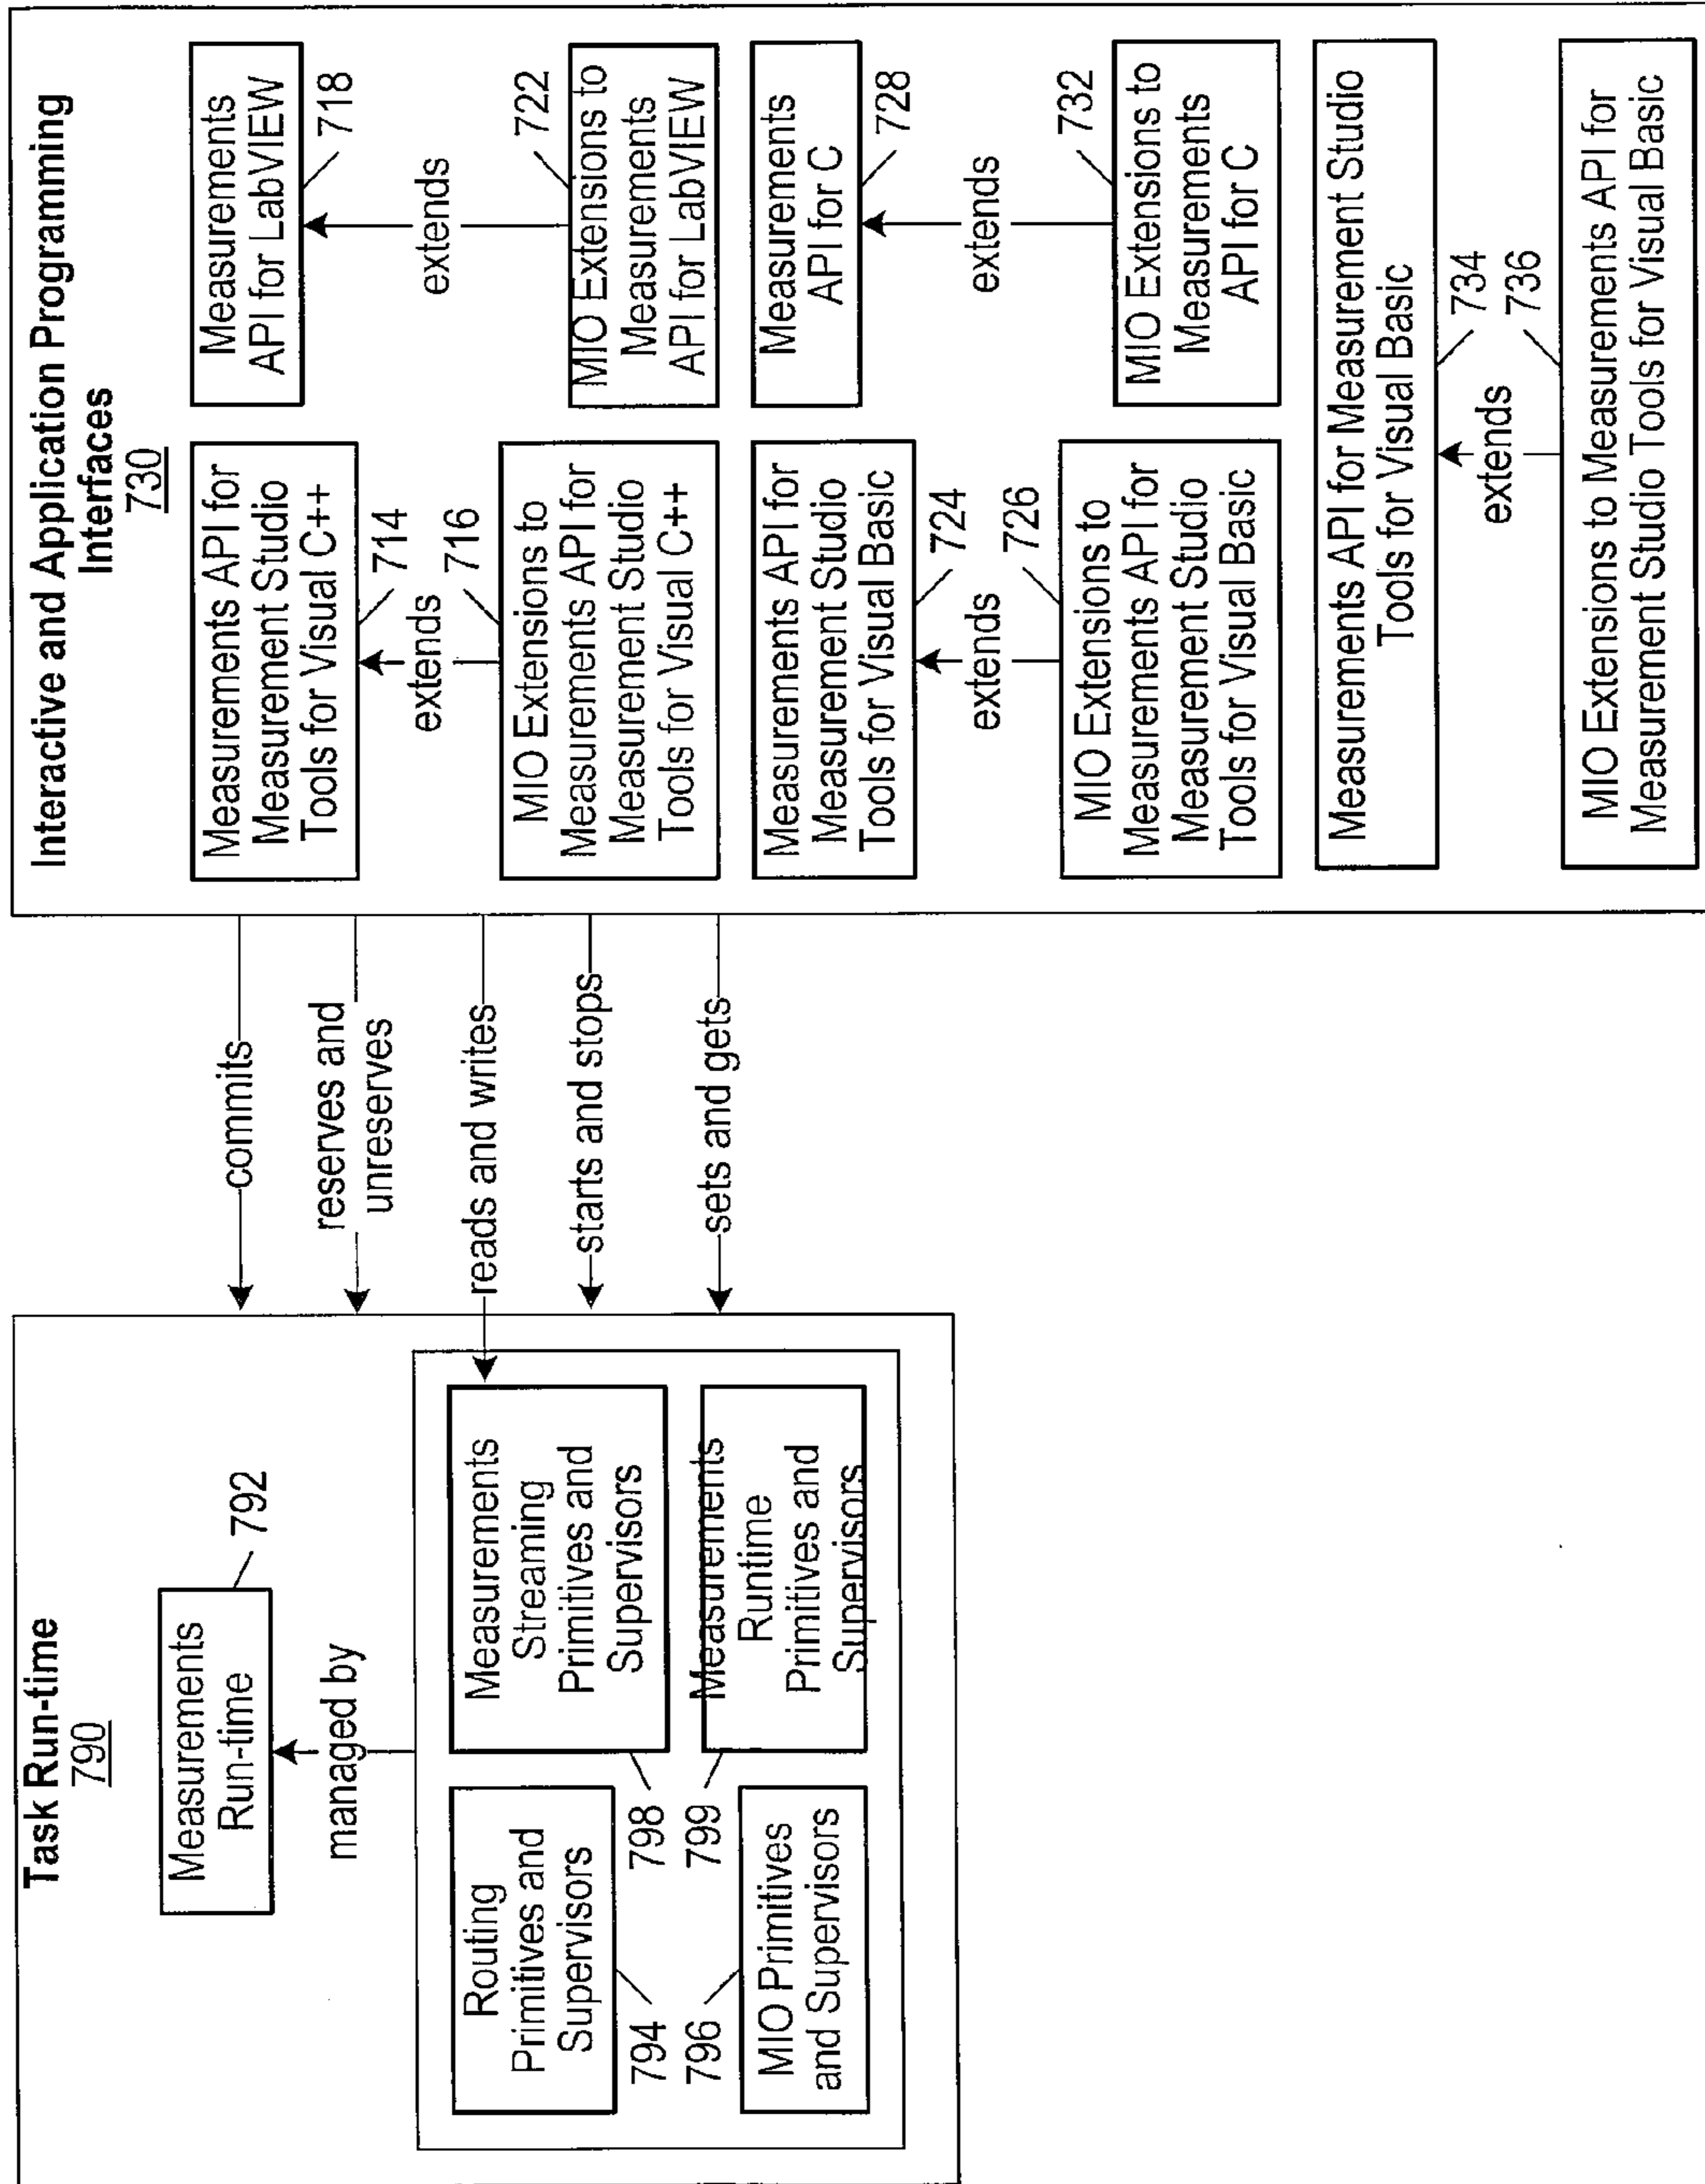 Task Run-time
790
Measurements
Run-time
792
managed by
Routing
Primitives and
Supervisors
794
Measurements
Streaming
Primitives and
Supervisors
798
796
MIO Primitives
and Supervisors
799
Measurements
Runtime
Primitives and
Supervisors
commits
reserves and
unreserves
reads and writes
starts and stops
sets and gets
Interactive and Application Programming
Interfaces
730
Measurements API for
Measurement Studio
Tools for Visual C++
714
extends
716
MIO Extensions to
Measurements API for
Measurement Studio
Tools for Visual C++
Measurements
API for LabVIEW
718
extends
722
MIO Extensions to
Measurements
API for LabVIEW
Measurements API for
Measurement Studio
Tools for Visual Basic
724
extends
726
MIO Extensions to
Measurements API for
Measurement Studio
Tools for Visual Basic
Measurements
API for C
728
extends
732
MIO Extensions to
Measurements
API for C
Measurements API for Measurement Studio
Tools for Visual Basic
734
extends
736
MIO Extensions to Measurements API for
Measurement Studio Tools for Visual Basic